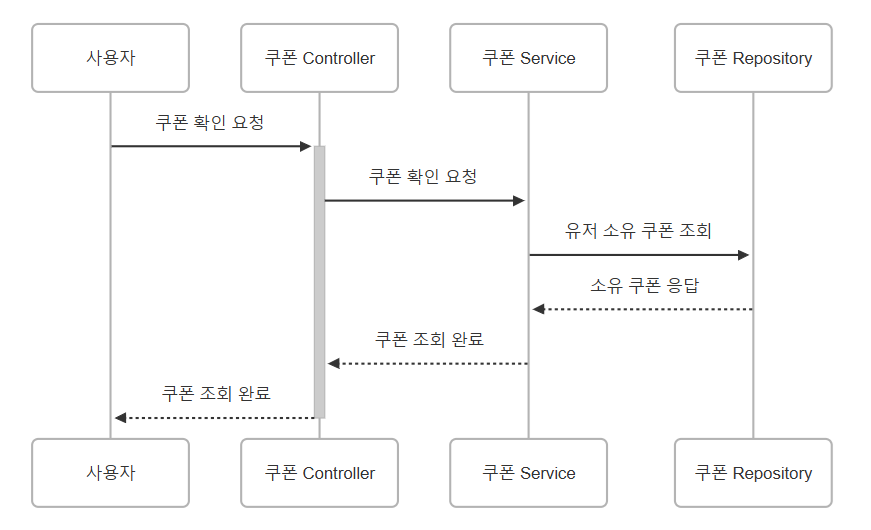 사용자
쿠폰 Controller
쿠폰 Service
쿠폰 Repository
쿠폰 확인 요청
쿠폰 확인 요청
유저 소유 쿠폰 조회
소유 쿠폰 응답
쿠폰 조회 완료
쿠폰 조회 완료
사용자
쿠폰 Controller
쿠폰 Service
쿠폰 Repository